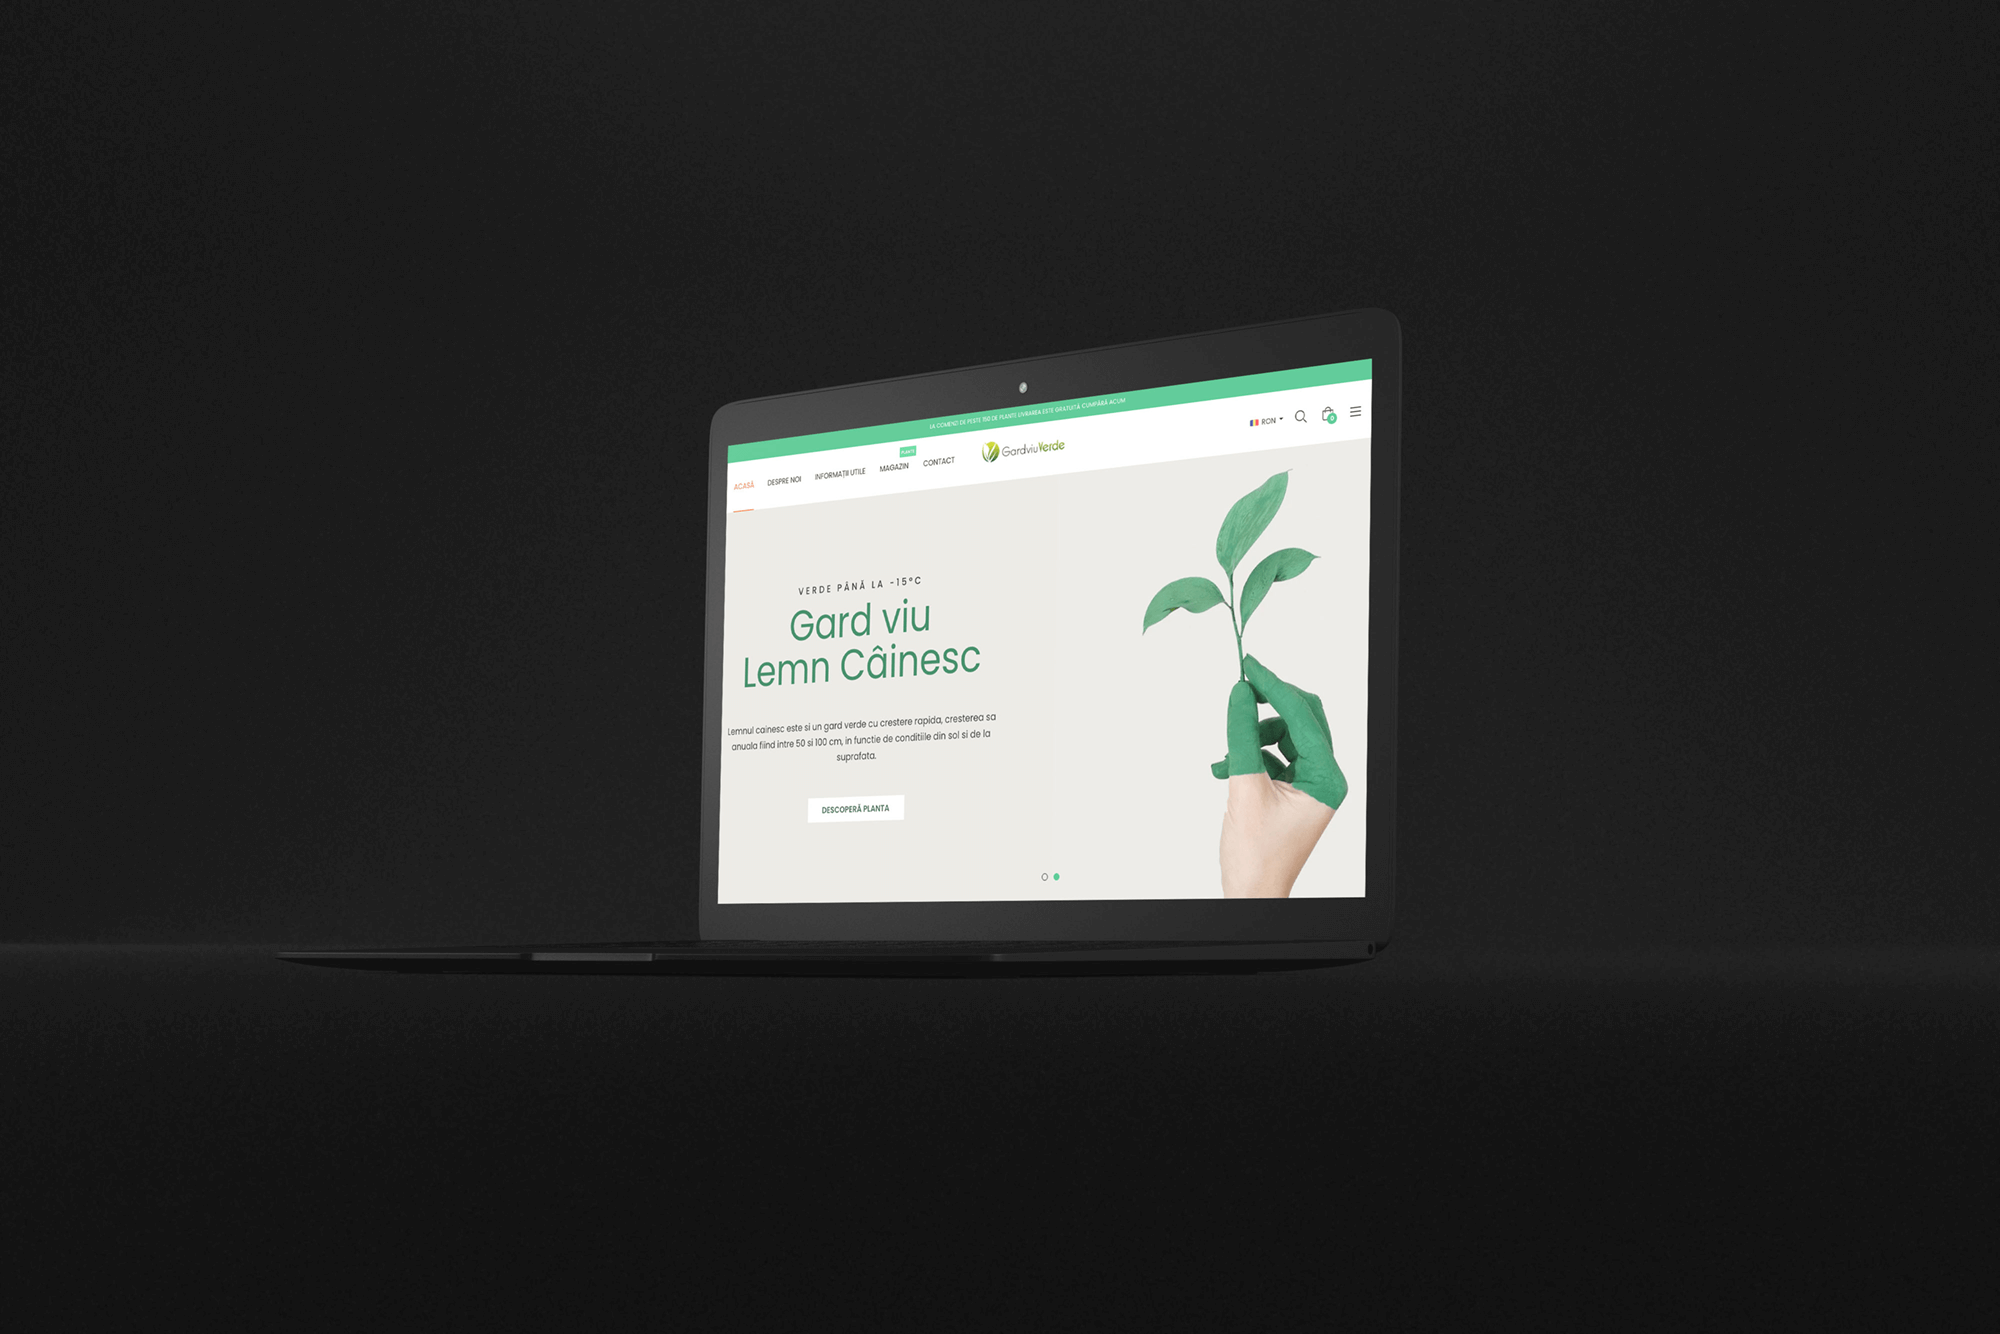 LA COMENZI DE PESTE 150 DE PLANTE LIVRAREA ESTE GRATUITĂ CUMPĂRĂ ACUM
ACASĂ
DESPRE NOI
INFORMAȚII UTILE
PLANTE
MAGAZIN
CONTACT
GardviuVerde
RON
0
VERDE PÂNĂ LA -15°C
Gard viu
Lemn Câinesc
Lemnul cainesc este si un gard verde cu crestere rapida, cresterea sa
anuala fiind intre 50 si 100 cm, in functie de conditiile din sol si de la
suprafata.
DESCOPERĂ PLANTA